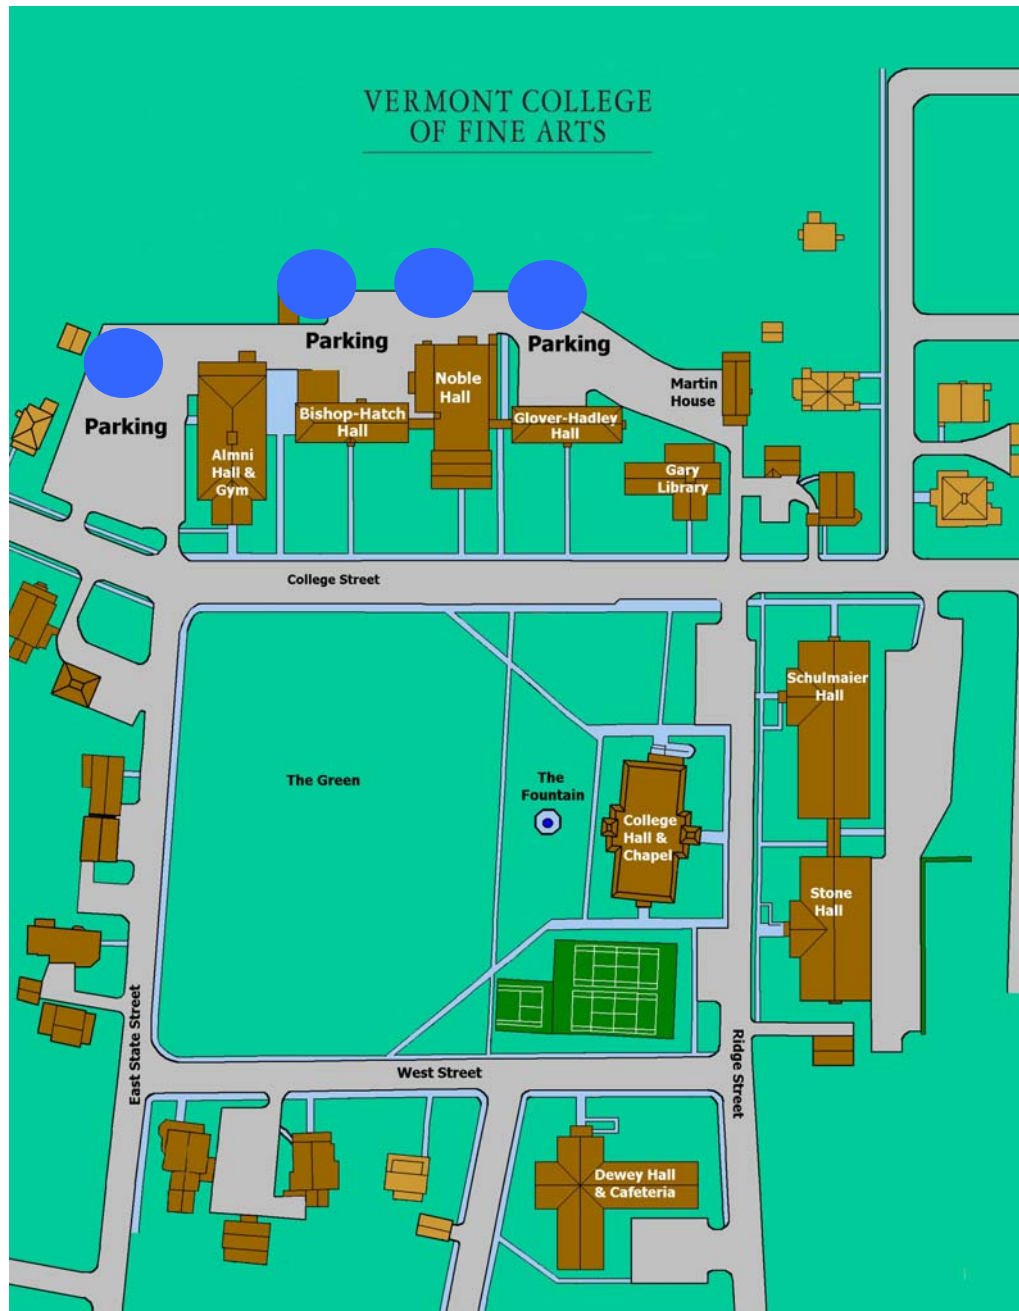 VERMONT COLLEGE
OF FINE ARTS
Parking
Parking
Parking
Noble
Hall
Martin
House
Bishop-Hatch
Hall
Glover-Hadley
Hall
Almni
Hall &
Gym
Gary
Library
College Street
Schulmaier
Hall
The Green
The
Fountain
College
Hall &
Chapel
Stone
Hall
East State Street
West Street
Ridge Street
Dewey Hall
& Cafeteria